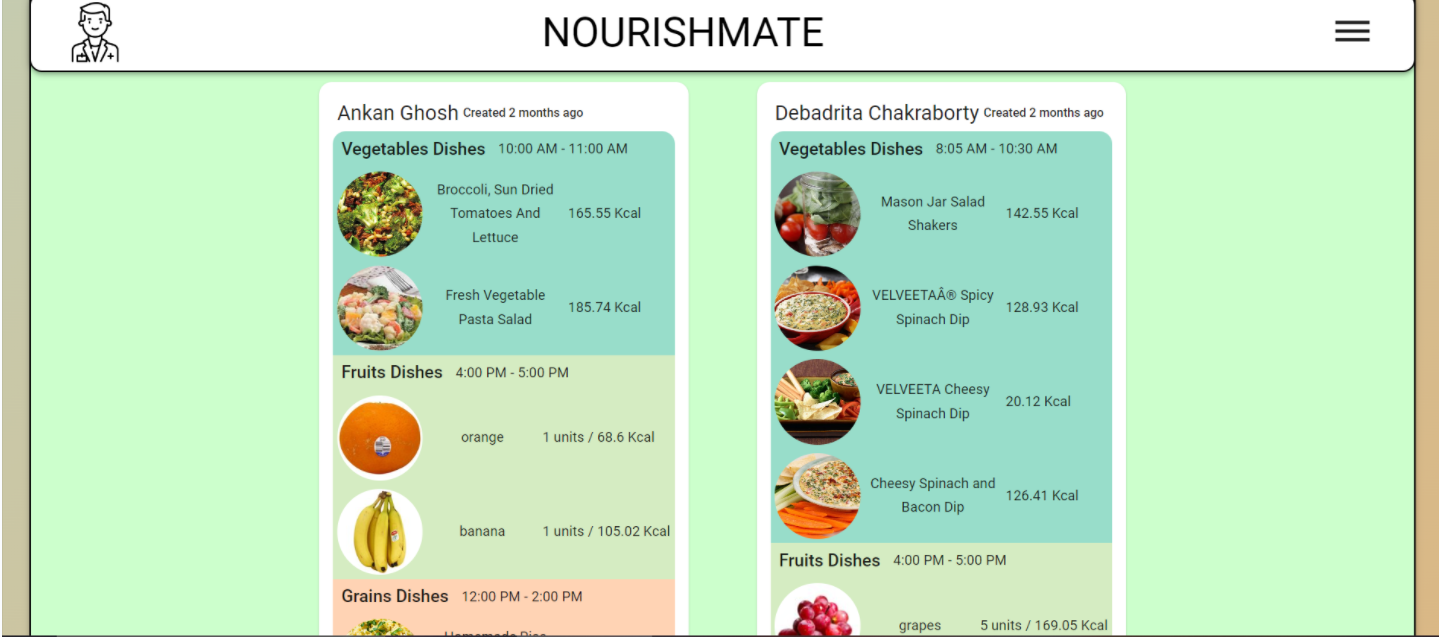 NOURISHMATE
Ankan Ghosh Created 2 months ago
Vegetables Dishes 10:00 AM - 11:00 AM
Broccoli, Sun Dried
Tomatoes And
Lettuce
165.55 Kcal
Fresh Vegetable
Pasta Salad
185.74 Kcal
Fruits Dishes 4:00 PM - 5:00 PM
orange 1 units / 68.6 Kcal
banana 1 units / 105.02 Kcal
Grains Dishes 12:00 PM - 2:00 PM
Homemade Rice
Debadrita Chakraborty Created 2 months ago
Vegetables Dishes 8:05 AM - 10:30 AM
Mason Jar Salad
Shakers
142.55 Kcal
VELVEETAÂ® Spicy
Spinach Dip
128.93 Kcal
VELVEETA Cheesy
Spinach Dip
20.12 Kcal
Cheesy Spinach and
Bacon Dip
126.41 Kcal
Fruits Dishes 4:00 PM - 5:00 PM
grapes 5 units / 169.05 Kcal